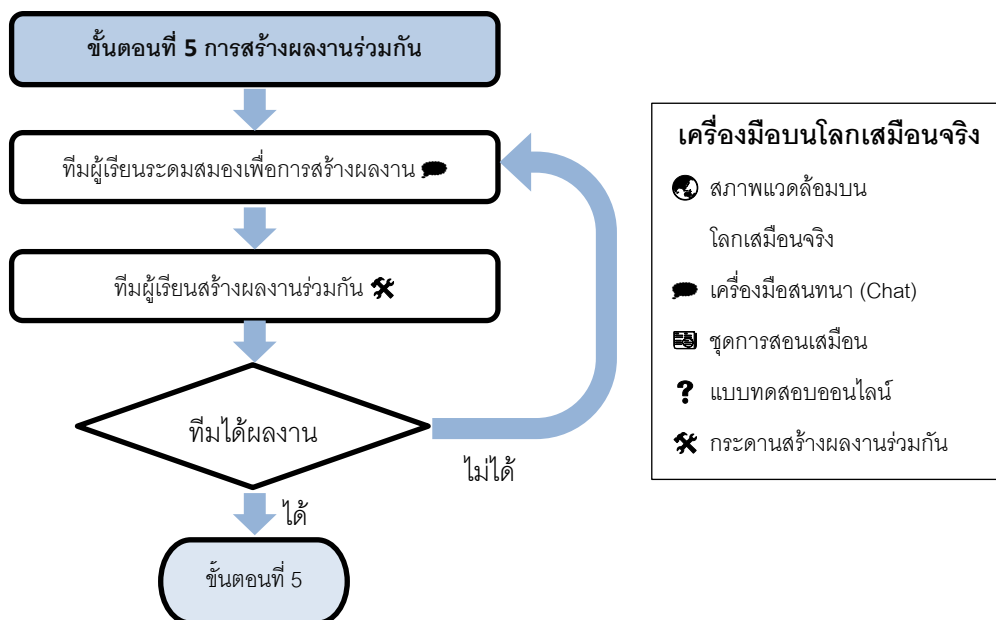 ขั้นตอนที่ 5 การสร้างผลงานร่วมกัน
ทีมผู้เรียนระดมสมองเพื่อการสร้างผลงาน
ทีมผู้เรียนสร้างผลงานร่วมกัน
ทีมได้ผลงาน
ไม่ได้
ได้
ขั้นตอนที่ 5
เครื่องมือบนโลกเสมือนจริง
สภาพแวดล้อมบน
โลกเสมือนจริง
เครื่องมือสนทนา (Chat)
ชุดการสอนเสมือน
? แบบทดสอบออนไลน์
กระดานสร้างผลงานร่วมกัน